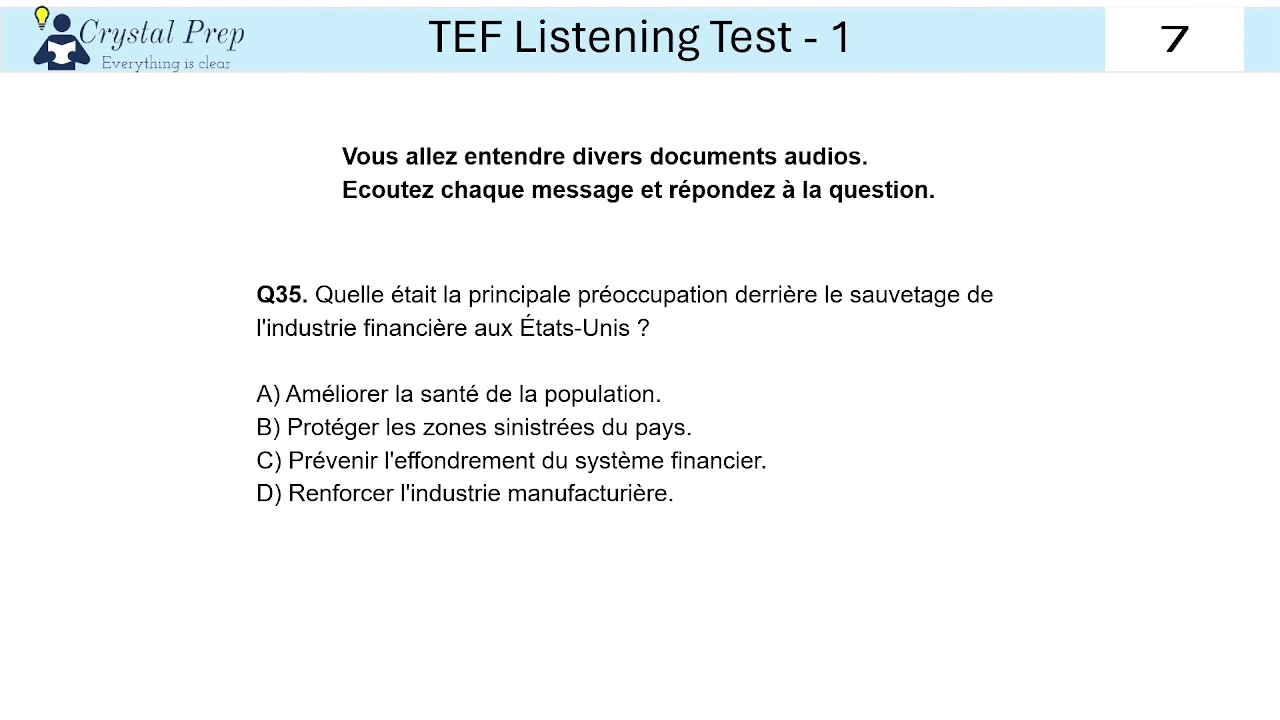 Crystal Prep
Everything is clear
TEF Listening Test - 1
7
Vous allez entendre divers documents audios.
Ecoutez chaque message et répondez à la question.
Q35. Quelle était la principale préoccupation derrière le sauvetage de
l'industrie financière aux États-Unis ?
A) Améliorer la santé de la population.
B) Protéger les zones sinistrées du pays.
C) Prévenir l'effondrement du système financier.
D) Renforcer l'industrie manufacturière.